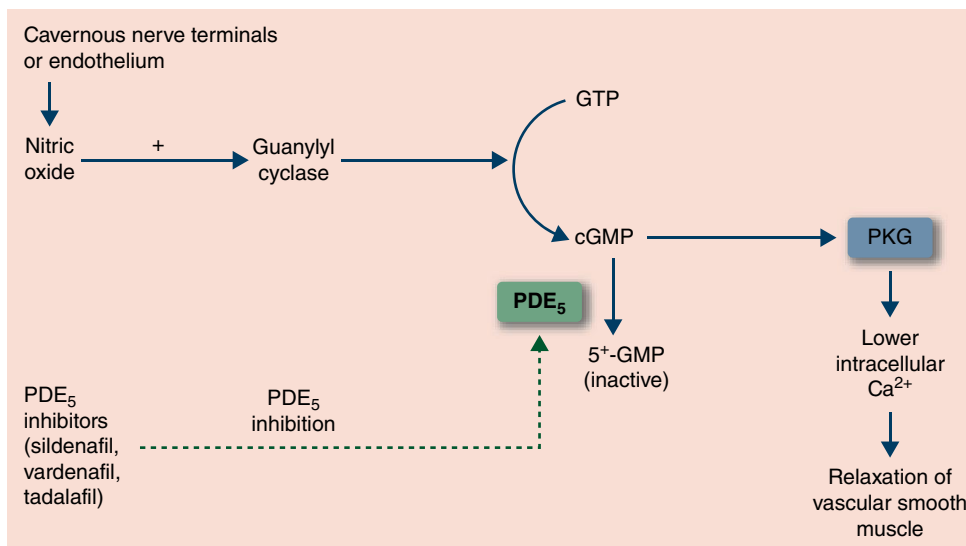 Cavernous nerve terminals
or endothelium
Nitric
oxide
+
Guanylyl
cyclase
GTP
cGMP
PKG
PDE5
5+-GMP
(inactive)
Lower
intracellular
Ca2+
PDE5
inhibitors
(sildenafil,
vardenafil,
tadalafil)
PDE5
inhibition
Relaxation of
vascular smooth
muscle